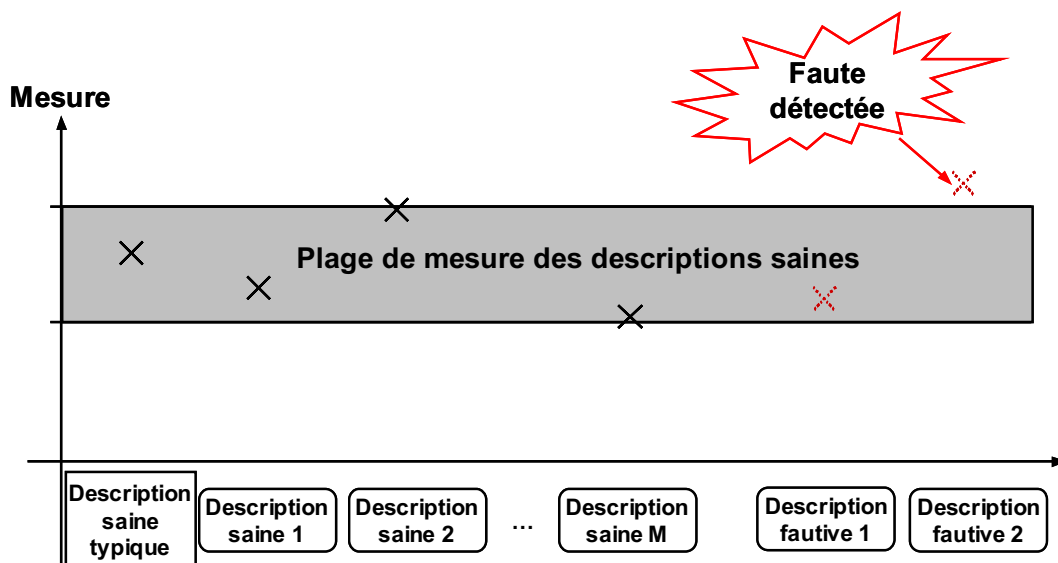 Faute
détectée
Mesure
Plage de mesure des descriptions saines
Description
saine
typique
Description
saine 1
Description
saine 2
...
Description
saine M
Description
fautive 1
Description
fautive 2